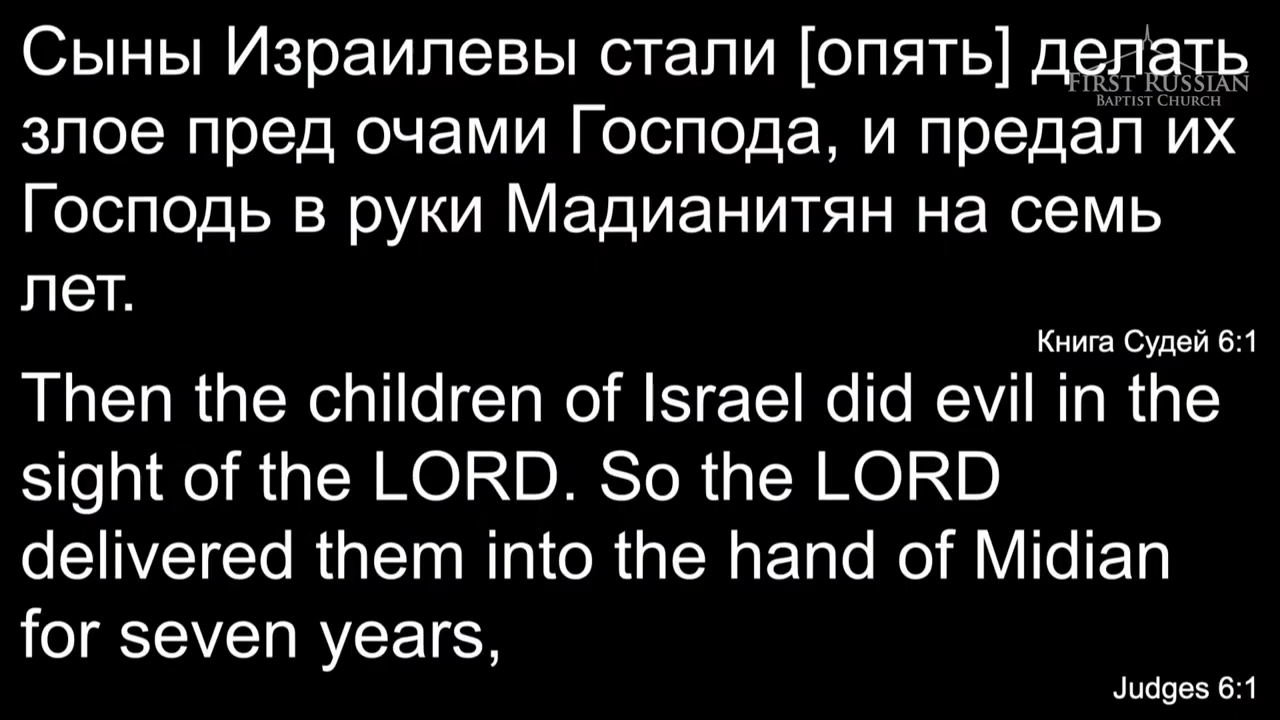 Сыны Израилевы стали [опять] делать
FIRST RUSSIAN
BAPTIST CHURCH
злое пред очами Господа, и предал их
Господь в руки Мадианитян на семь
лет.
Книга Судей 6:1
Then the children of Israel did evil in the
sight of the LORD. So the LORD
delivered them into the hand of Midian
for seven years,
Judges 6:1